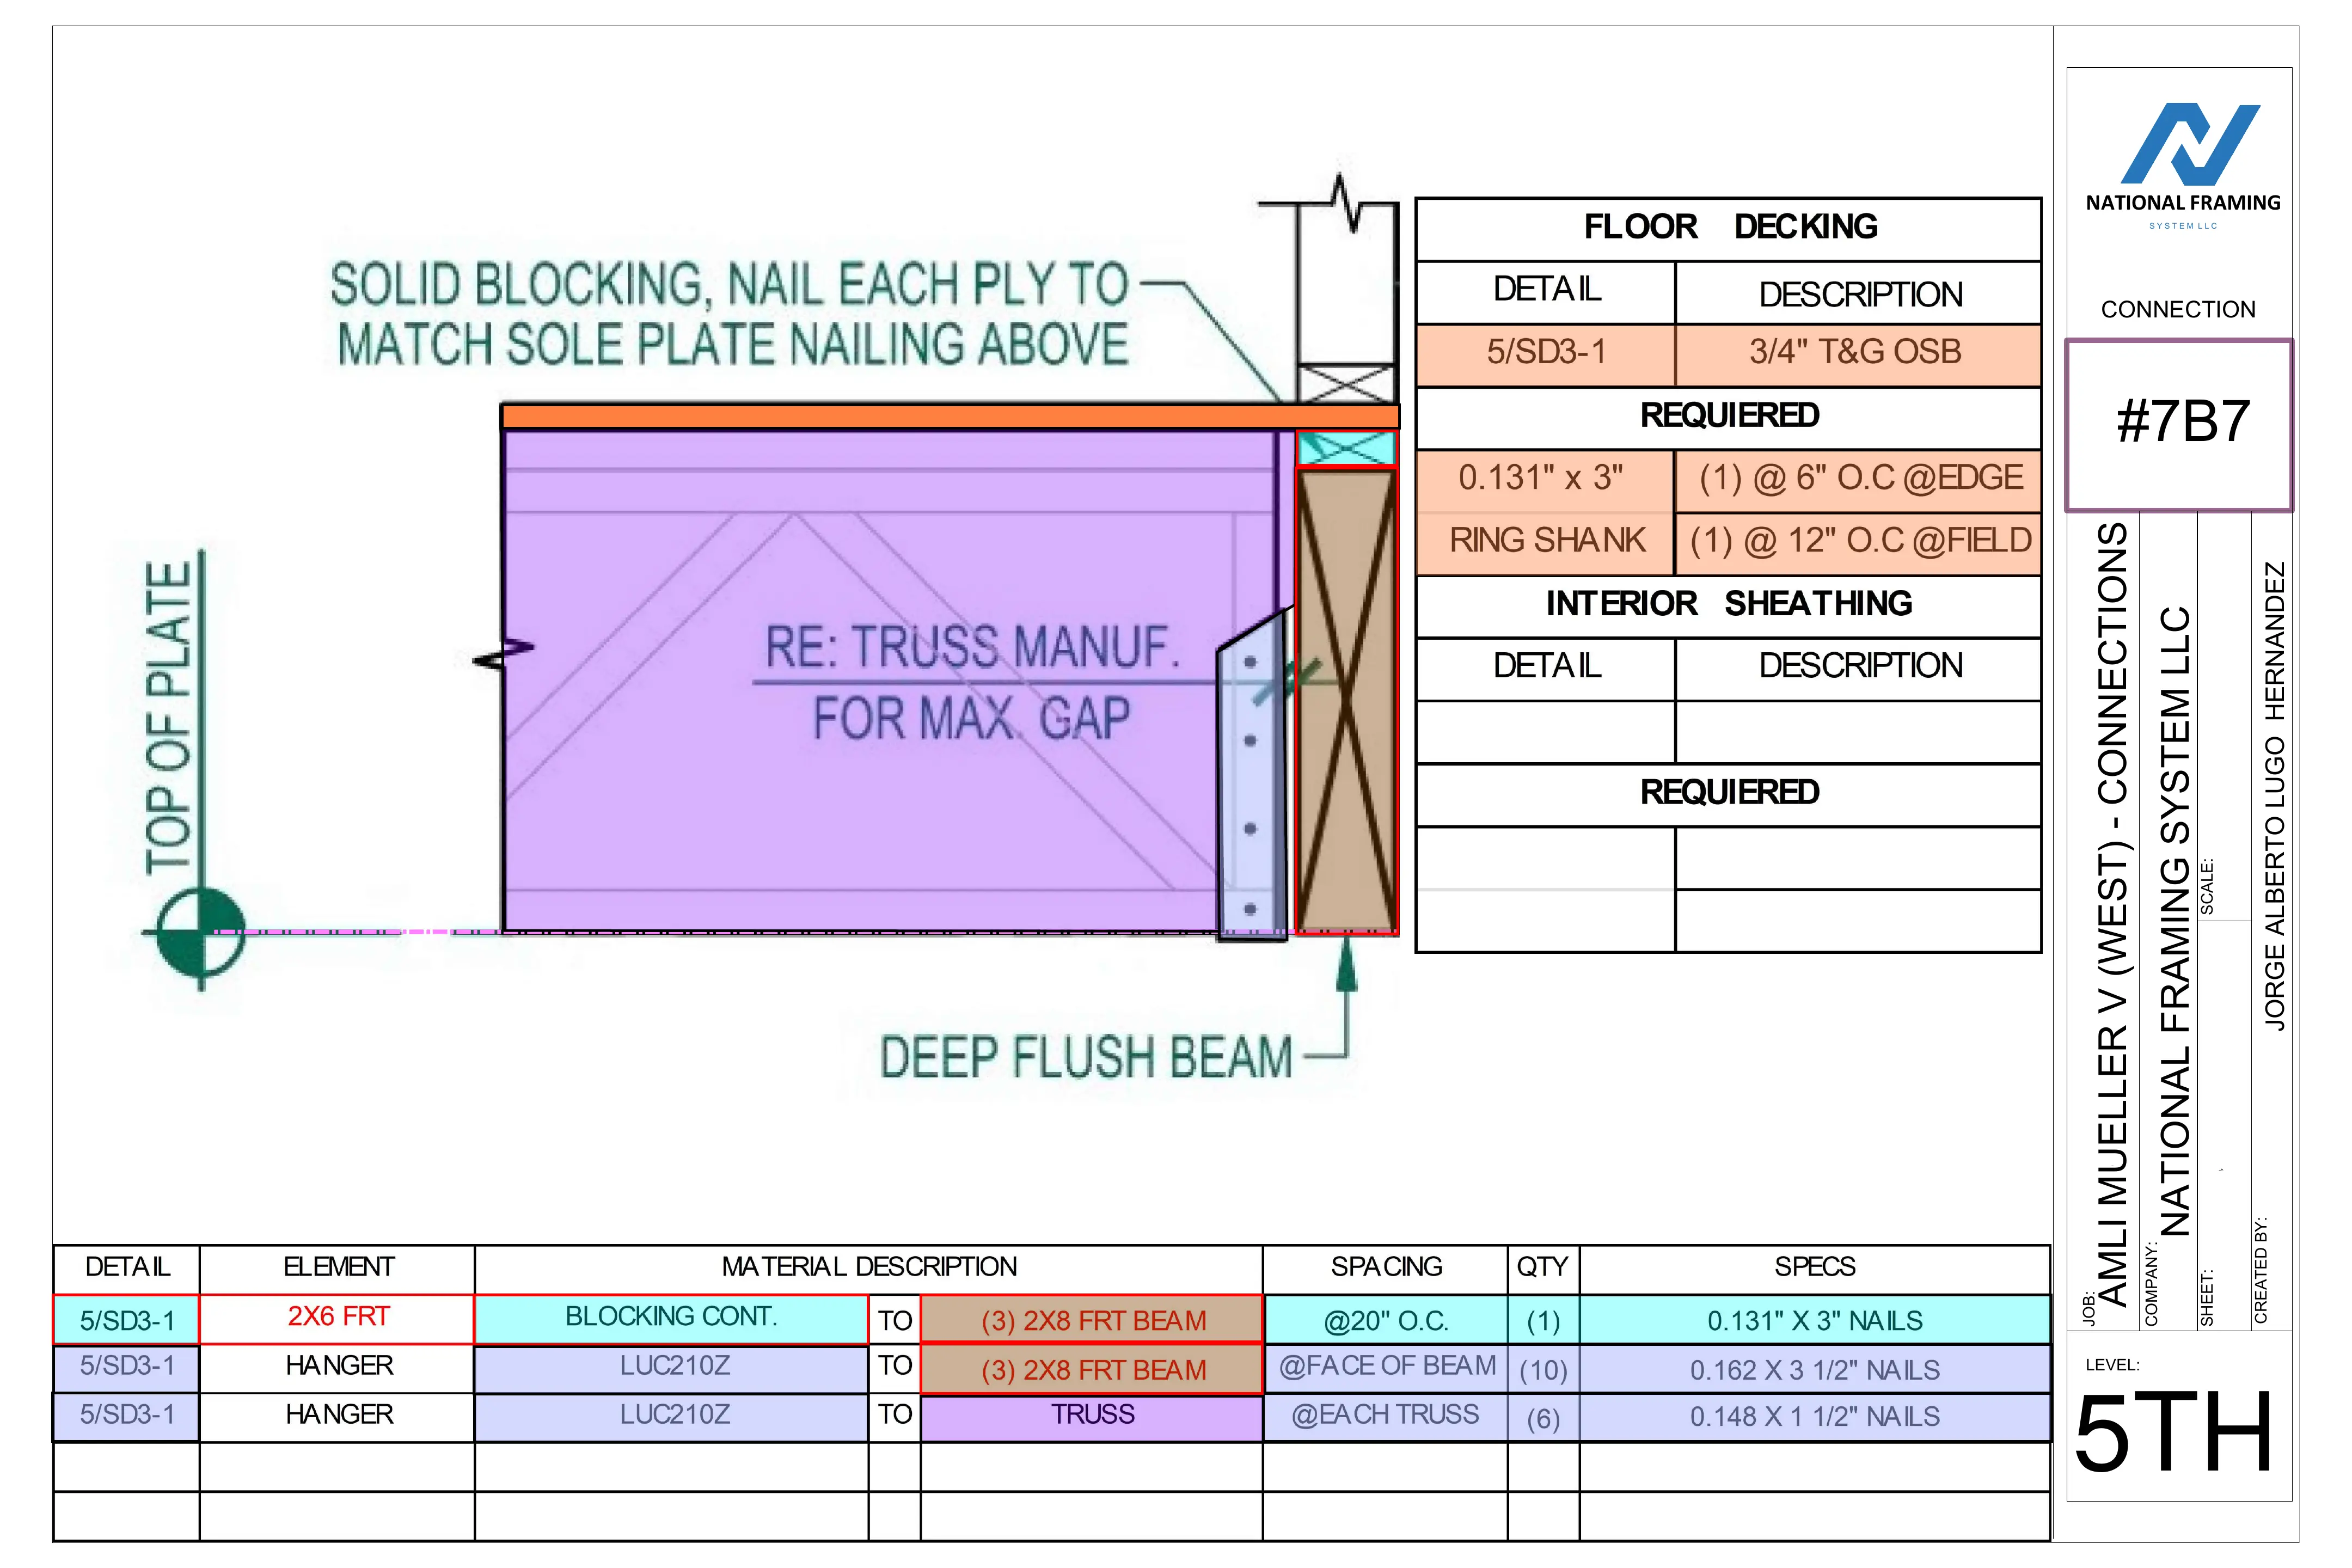 SOLID BLOCKING, NAIL EACH PLY TO
MATCH SOLE PLATE NAILING ABOVE
TOP OF PLATE
RE: TRUSS MANUF.
FOR MAX. GAP
DEEP FLUSH BEAM
FLOOR DECKING
DETAIL DESCRIPTION
5/SD3-1 3/4" T&G OSB
REQUIERED
0.131" x 3" (1) @ 6" O.C @EDGE
RING SHANK (1) @ 12" O.C @FIELD
INTERIOR SHEATHING
DETAIL DESCRIPTION
REQUIERED
DETAIL ELEMENT MATERIAL DESCRIPTION SPACING QTY SPECS
5/SD3-1 2X6 FRT BLOCKING CONT. TO (3) 2X8 FRT BEAM @20" O.C. (1) 0.131" X 3" NAILS
5/SD3-1 HANGER LUC210Z TO (3) 2X8 FRT BEAM @FACE OF BEAM (10) 0.162 X 3 1/2" NAILS
5/SD3-1 HANGER LUC210Z TO TRUSS @EACH TRUSS (6) 0.148 X 1 1/2" NAILS
NATIONAL FRAMING
SYSTEM LLC
CONNECTION
#7B7
JOB: AMLI MUELLER V (WEST) - CONNECTIONS
COMPANY: NATIONAL FRAMING SYSTEM LLC
SHEET:
SCALE:
CREATED BY: JORGE ALBERTO LUGO HERNANDEZ
LEVEL:
5TH